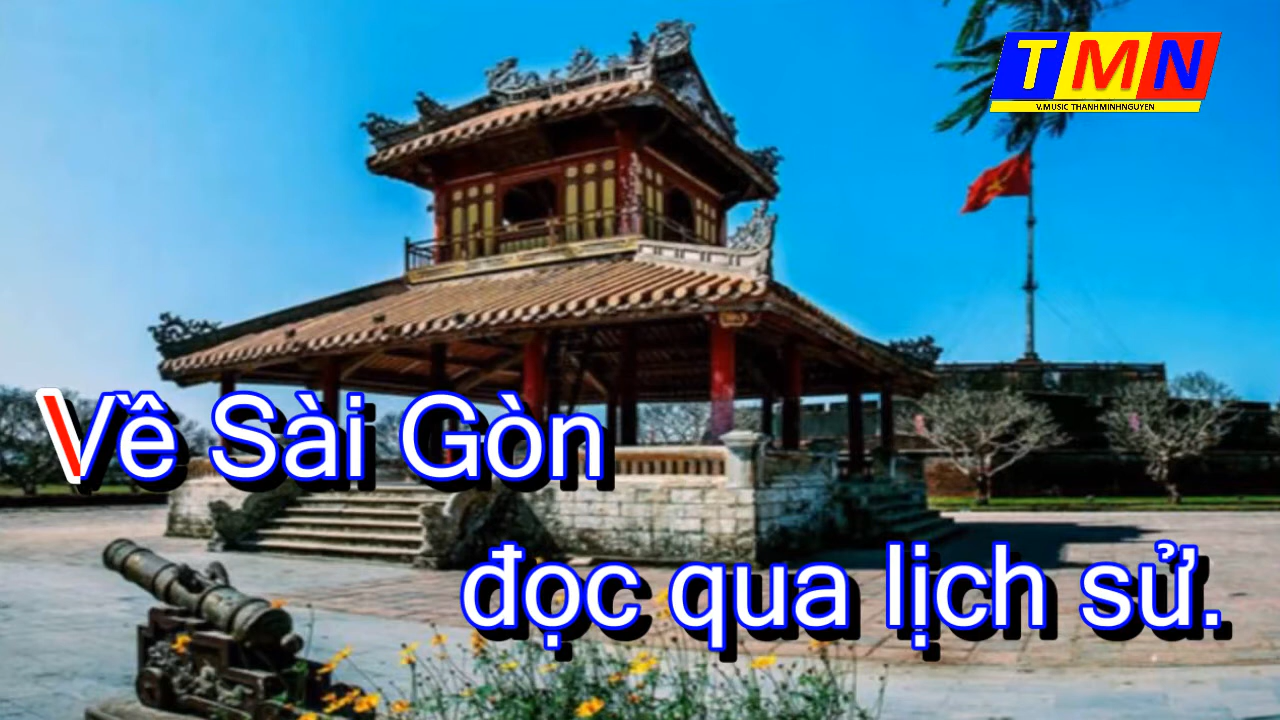 TMN
V.MUSIC THANHMINHNGUYEN
Về Sài Gòn
đọc qua lịch sử.